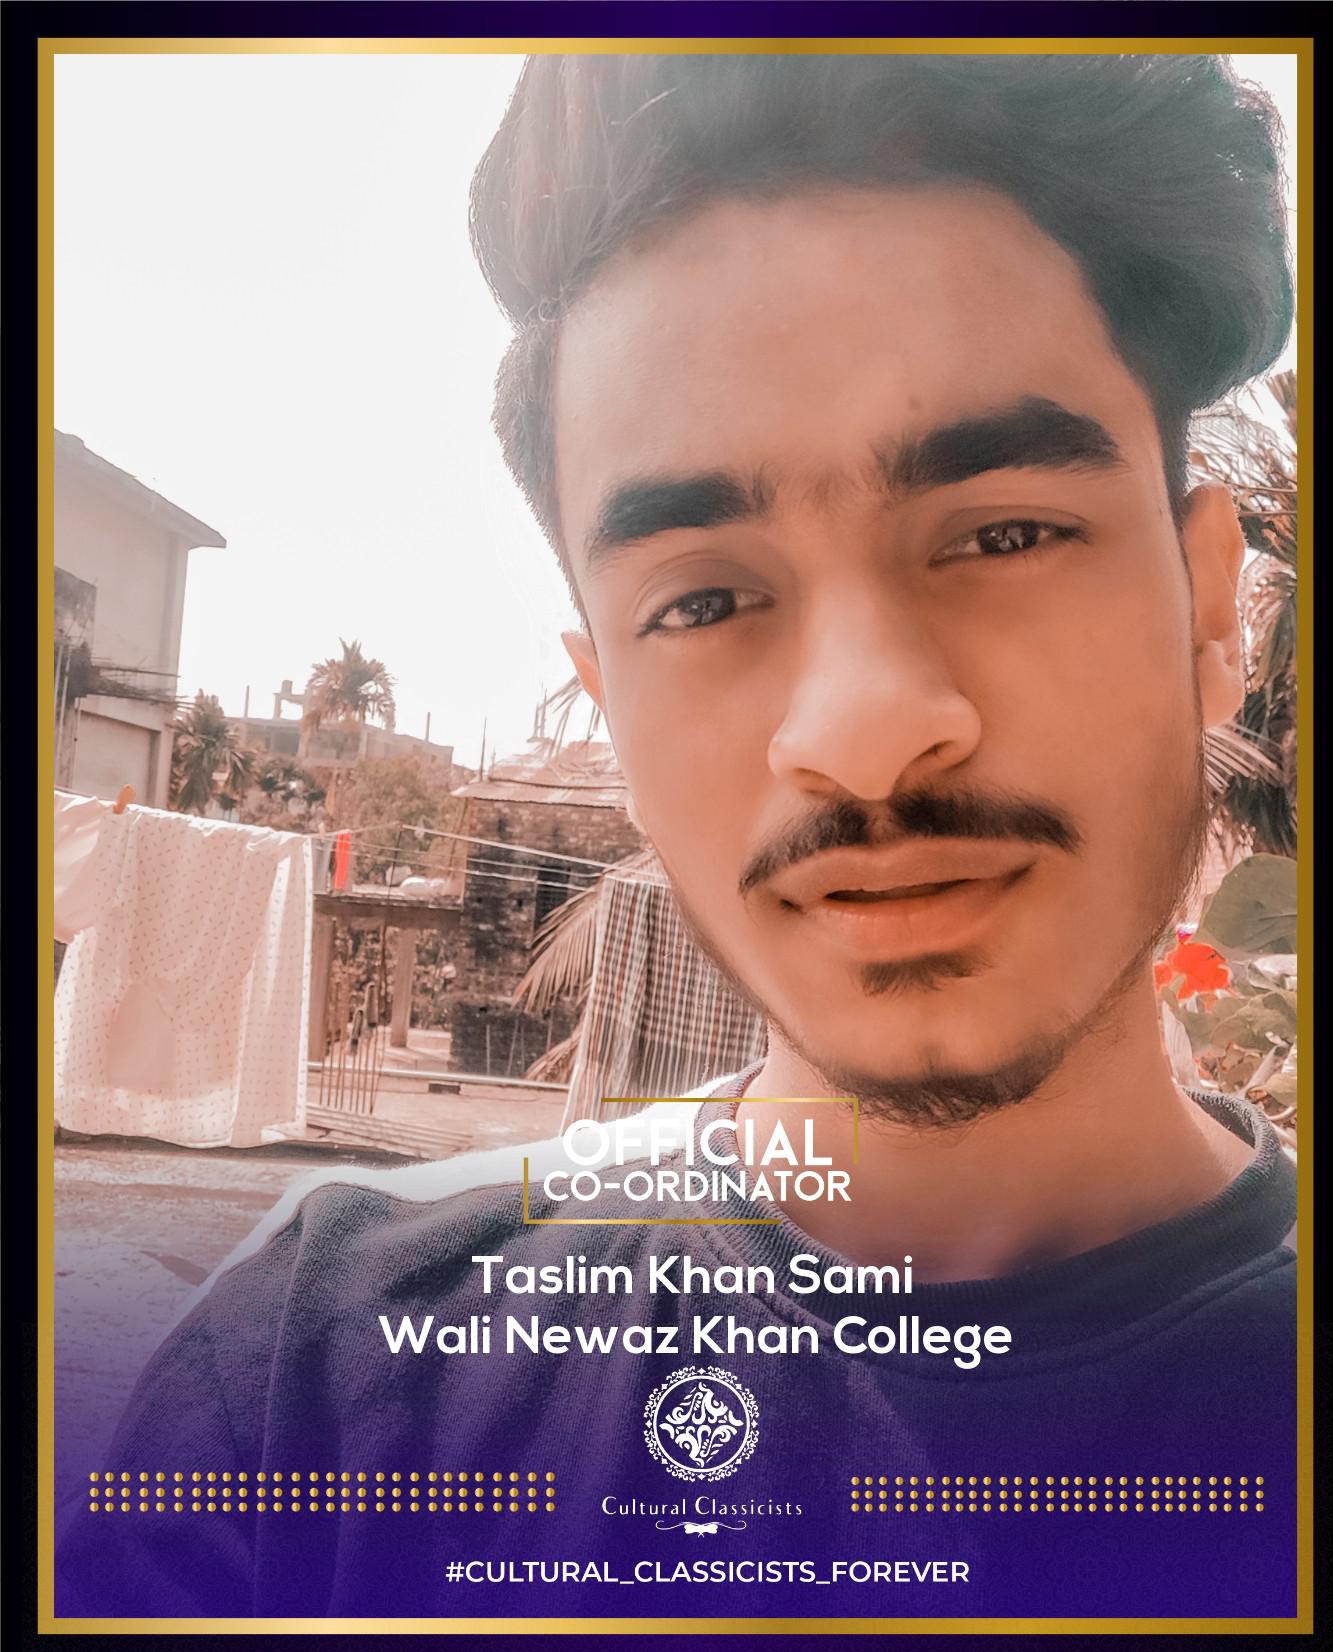 OFFICIAL
CO-ORDINATOR
Taslim Khan Sami
Wali Newaz Khan College
Cultural Classicists
#CULTURAL_CLASSICISTS_FOREVER